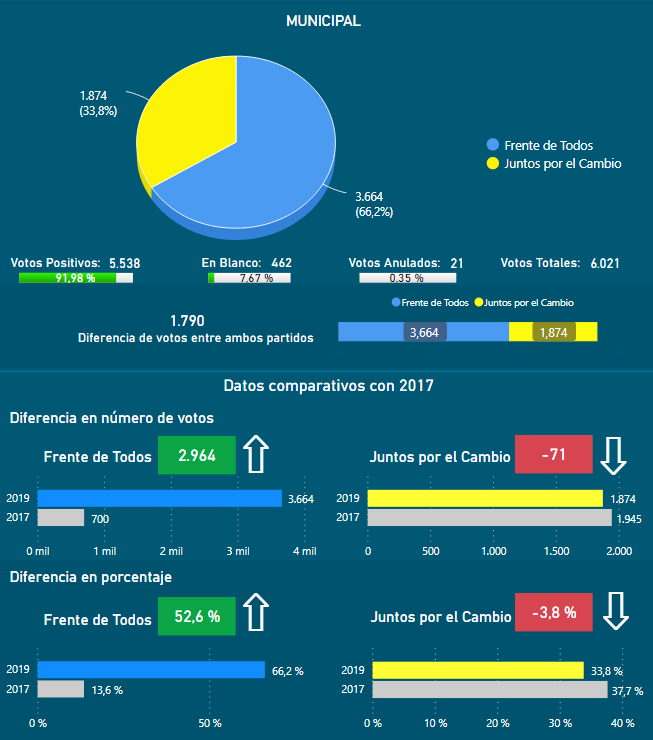 MUNICIPAL
1.874
(33,8%)
Frente de Todos
Juntos por el Cambio
3.664
(66,2%)
Votos Positivos: 5.538
91,98 %
En Blanco: 462
7,67 %
Votos Anulados: 21
0,35 %
Votos Totales: 6.021
1.790
Diferencia de votos entre ambos partidos
Frente de Todos Juntos por el Cambio
3,664 1,874
Datos comparativos con 2017
Diferencia en número de votos
Frente de Todos 2.964
2019 3.664
2017 700
0 mil 1 mil 2 mil 3 mil 4 mil
Juntos por el Cambio -71
2019 1.874
2017 1.945
0 500 1.000 1.500 2.000
Diferencia en porcentaje
Frente de Todos 52,6 %
2019 66,2 %
2017 13,6 %
0 % 50 %
Juntos por el Cambio -3,8 %
2019 33,8 %
2017 37,7 %
0 % 10 % 20 % 30 % 40 %